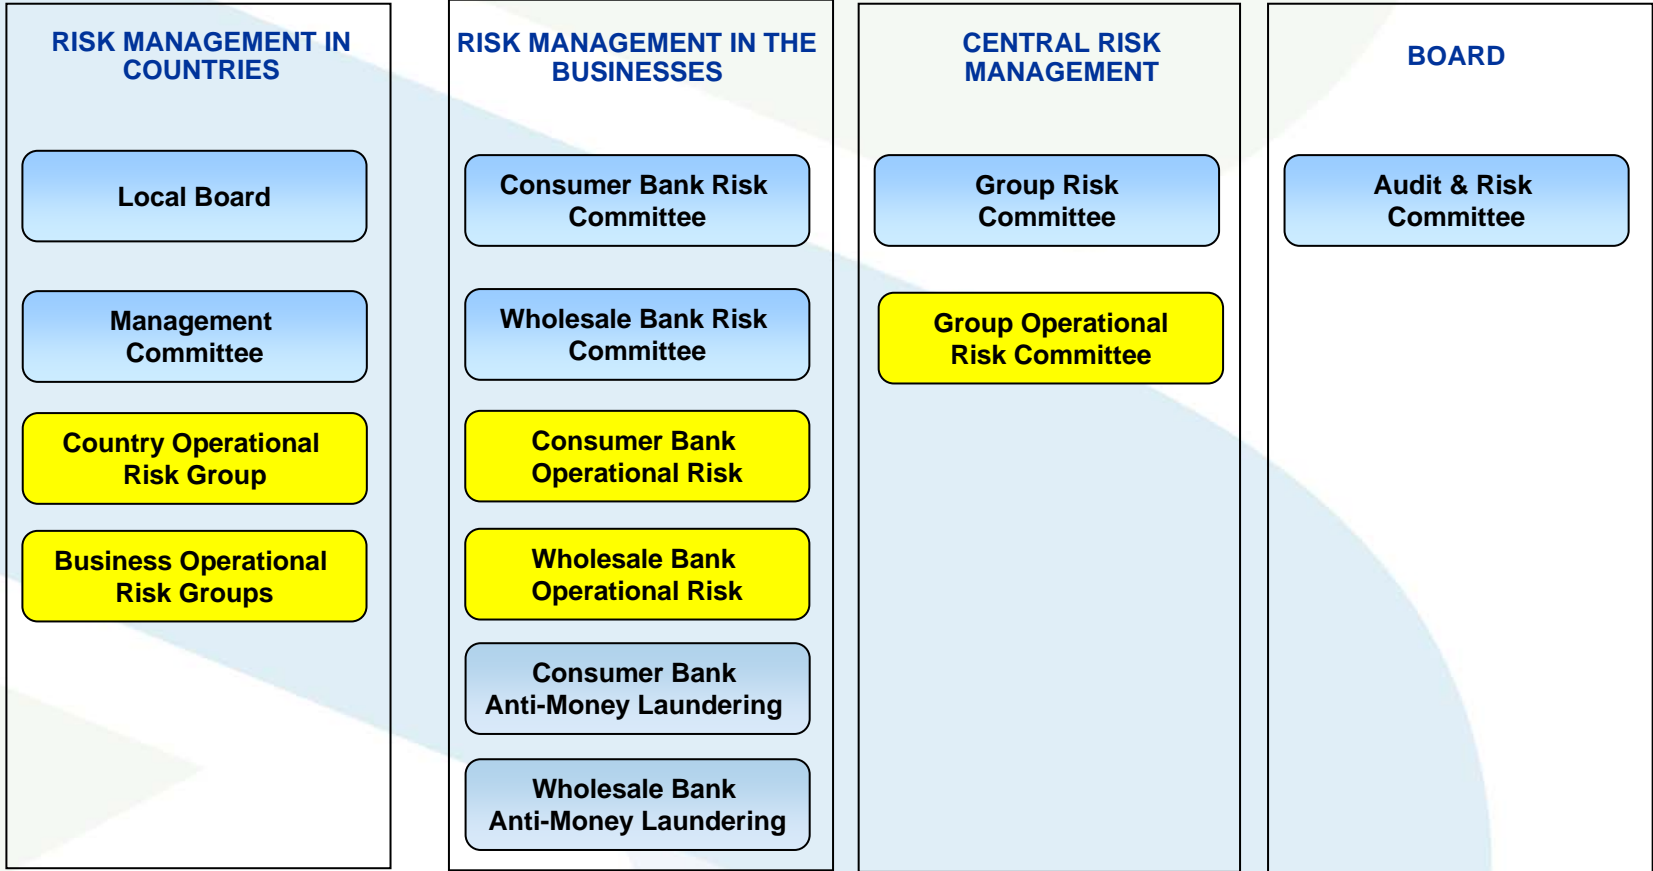 RISK MANAGEMENT IN
COUNTRIES
Local Board
Management
Committee
Country Operational
Risk Group
Business Operational
Risk Groups
RISK MANAGEMENT IN THE
BUSINESSES
Consumer Bank Risk
Committee
Wholesale Bank Risk
Committee
Consumer Bank
Operational Risk
Wholesale Bank
Operational Risk
Consumer Bank
Anti-Money Laundering
Wholesale Bank
Anti-Money Laundering
CENTRAL RISK
MANAGEMENT
Group Risk
Committee
Group Operational
Risk Committee
BOARD
Audit & Risk
Committee